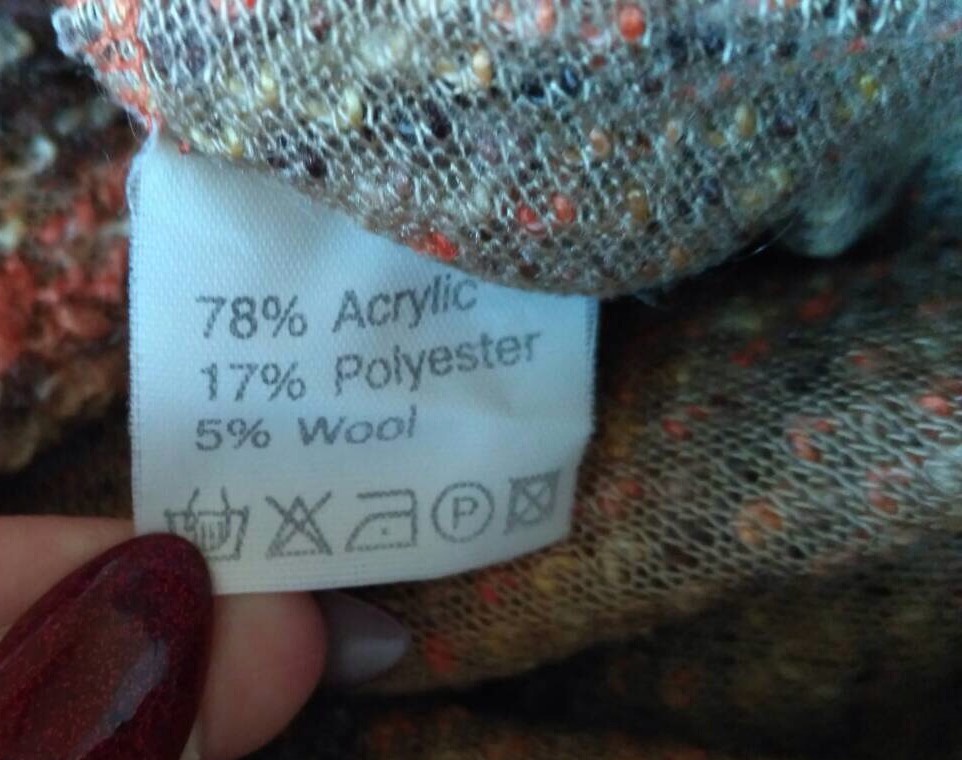 78% Acrylic
17% Polyester
5% Wool
P